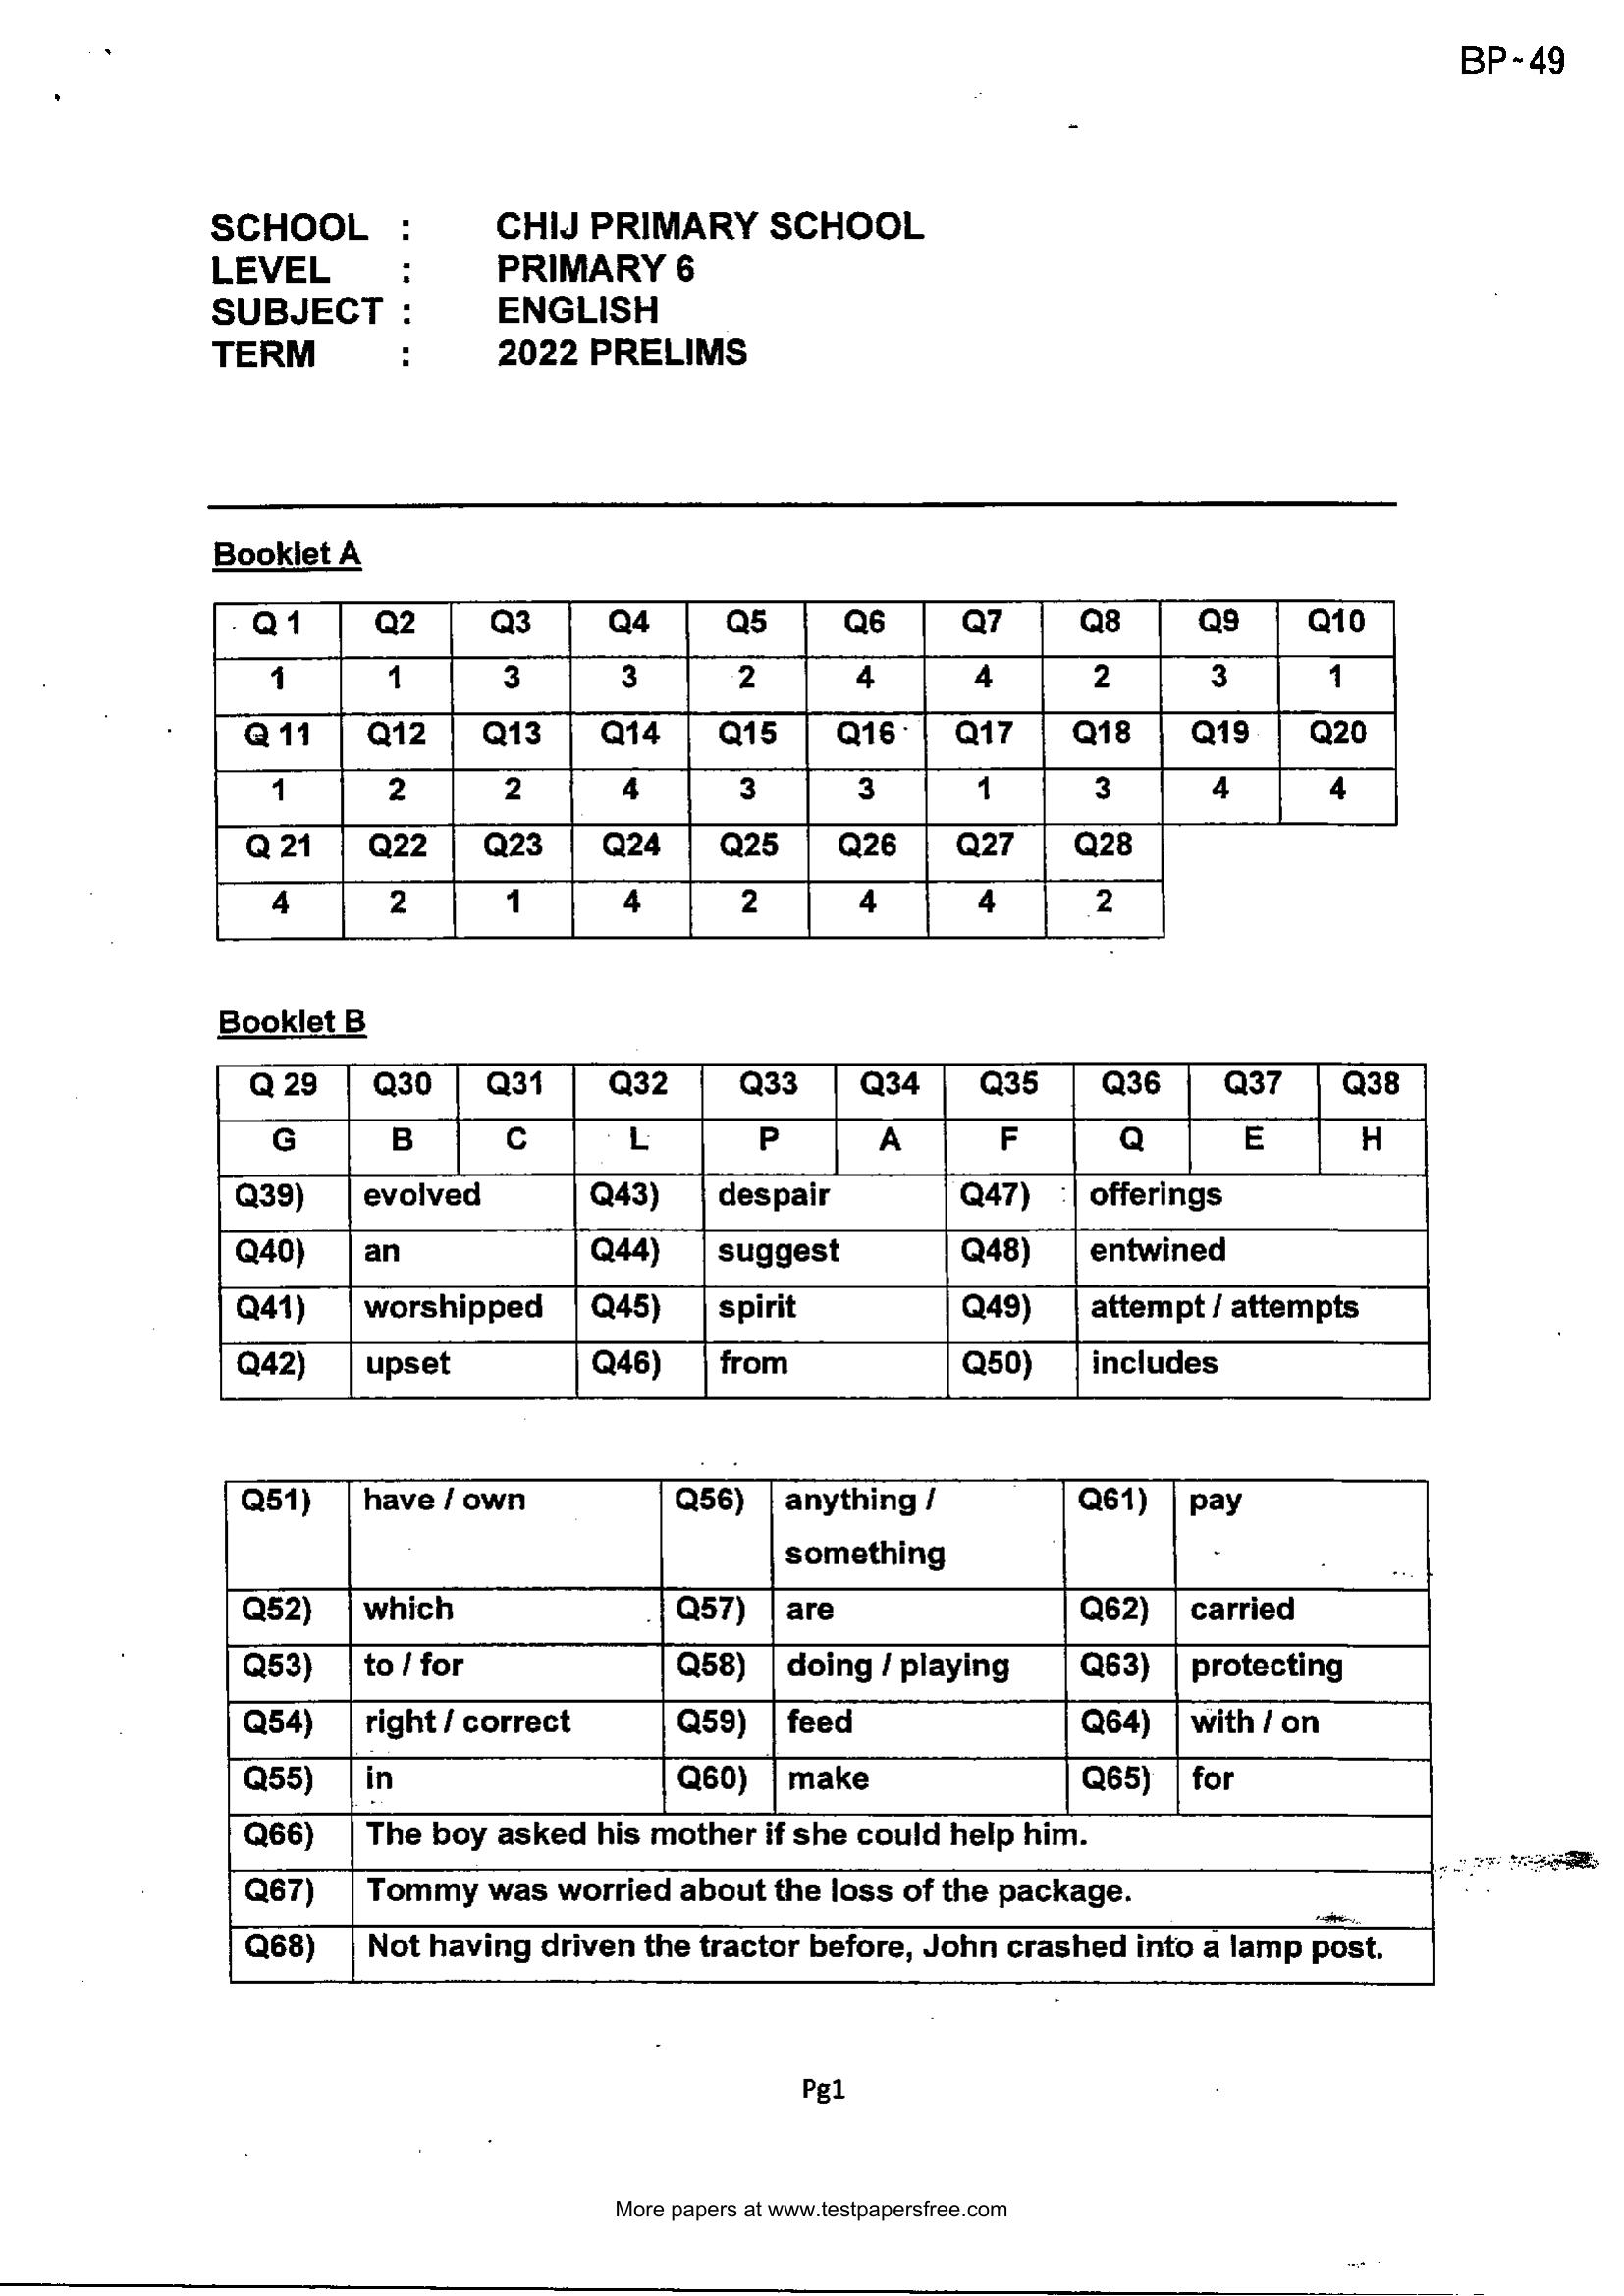 BP~49
SCHOOL : CHIJ PRIMARY SCHOOL
LEVEL : PRIMARY 6
SUBJECT : ENGLISH
TERM : 2022 PRELIMS
Booklet A
Q 1 Q2 Q3 Q4 Q5 Q6 Q7 Q8 Q9 Q10
1 1 3 3 2 4 4 2 3 1
Q 11 Q12 Q13 Q14 Q15 Q16 Q17 Q18 Q19 Q20
1 2 2 4 3 3 1 3 4 4
Q 21 Q22 Q23 Q24 Q25 Q26 Q27 Q28
4 2 1 4 2 4 4 2
Booklet B
Q 29 Q30 Q31 Q32 Q33 Q34 Q35 Q36 Q37 Q38
G B C L P A F Q E H
Q39) evolved Q43) despair Q47) offerings
Q40) an Q44) suggest Q48) entwined
Q41) worshipped Q45) spirit Q49) attempt / attempts
Q42) upset Q46) from Q50) includes
Q51) have / own Q56) anything / Q61) pay
something
Q52) which Q57) are Q62) carried
Q53) to / for Q58) doing / playing Q63) protecting
Q54) right / correct Q59) feed Q64) with / on
Q55) in Q60) make Q65) for
Q66) The boy asked his mother if she could help him.
Q67) Tommy was worried about the loss of the package.
Q68) Not having driven the tractor before, John crashed into a lamp post.
Pg1
More papers at www.testpapersfree.com